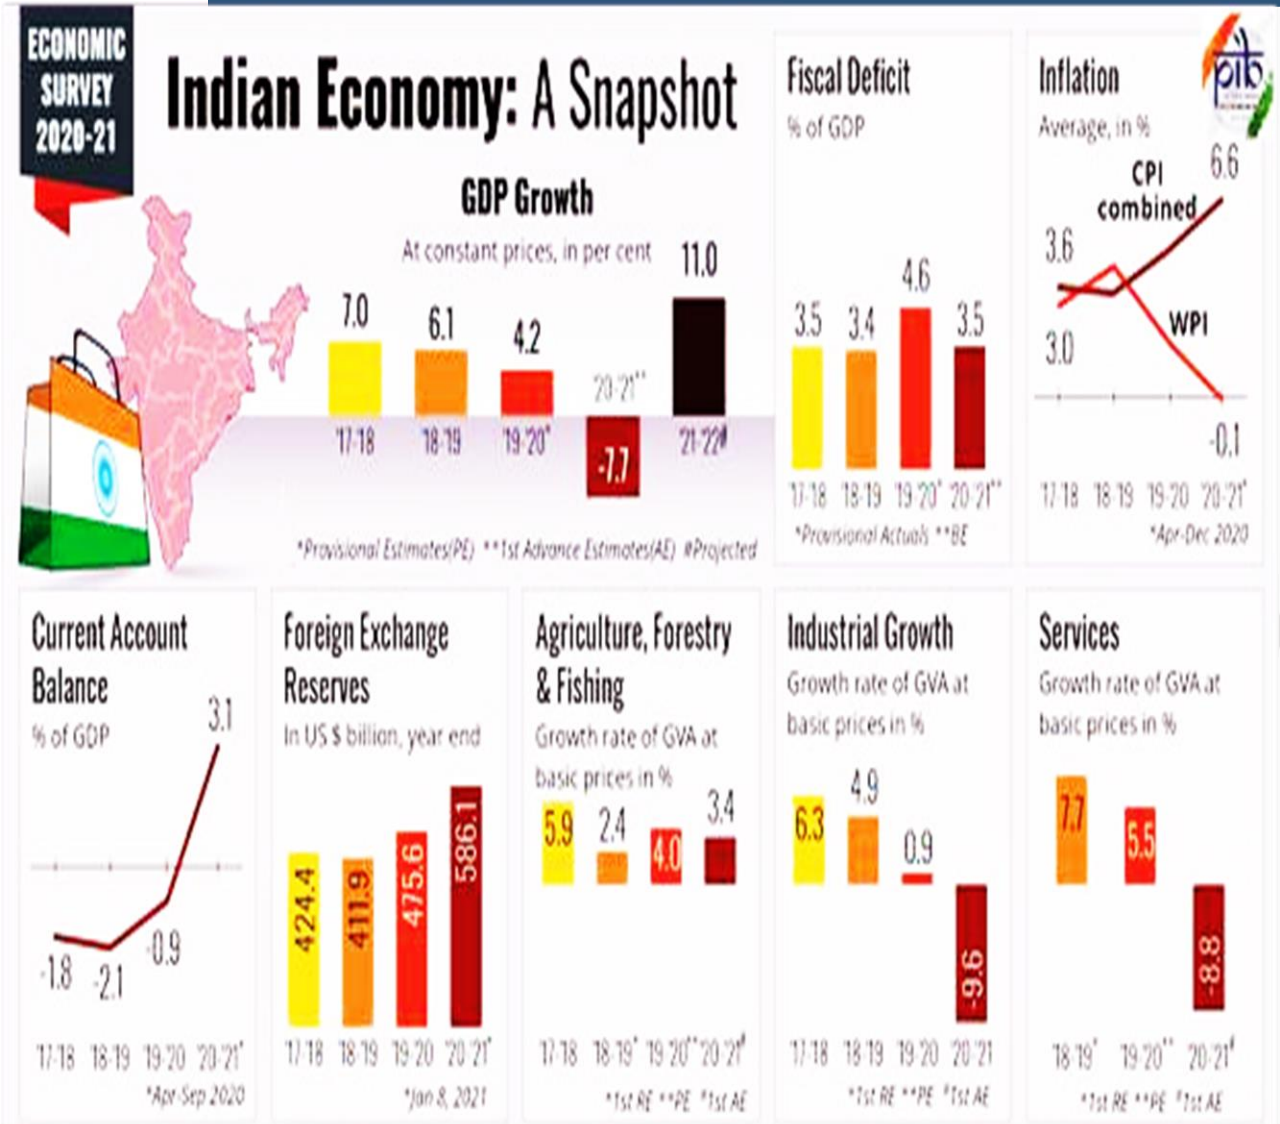 ECONOMIC
SURVEY
2020-21
Indian Economy: A Snapshot
GDP Growth
At constant prices, in per cent
7.0
6.1
4.2
'20-'21**
11.0
'17-18
'18-19
'19-'20*
-7.7
'21-'22#
*Provisional Estimates(PE) **1st Advance Estimates(AE) #Projected
Fiscal Deficit
% of GDP
3.5 3.4 4.6 3.5
'17-18 '18-19 '19-'20* '20-'21**
*Provisional Actuals **BE
pib
Inflation
Average, in %
6.6
CPI
combined
3.6
WPI
3.0
-0.1
'17-18 '18-19 '19-20 '20-'21*
*Apr-Dec 2020
Current Account
Balance
% of GDP
3.1
-0.9
-1.8 -2.1
'17-18 '18-19 '19-'20 '20-'21*
*Apr-Sep 2020
Foreign Exchange
Reserves
In US $ billion, year end
424.4 411.9 475.6 586.1
'17-18 '18-19 '19-20 '20-'21*
*Jan 8, 2021
Agriculture, Forestry
& Fishing
Growth rate of GVA at
basic prices in %
5.9 2.4 4.0 3.4
'17-18 '18-19* '19-'20** '20-'21#
*1st RE **PE #1st AE
Industrial Growth
Growth rate of GVA at
basic prices in %
6.3 4.9 0.9
-9.6
'17-18 '18-19 '19-20 '20-21
*1st RE **PE #1st AE
Services
Growth rate of GVA at
basic prices in %
7.7 5.5
-8.8
'18-19* '19-20** '20-21#
*1st RE **PE #1st AE